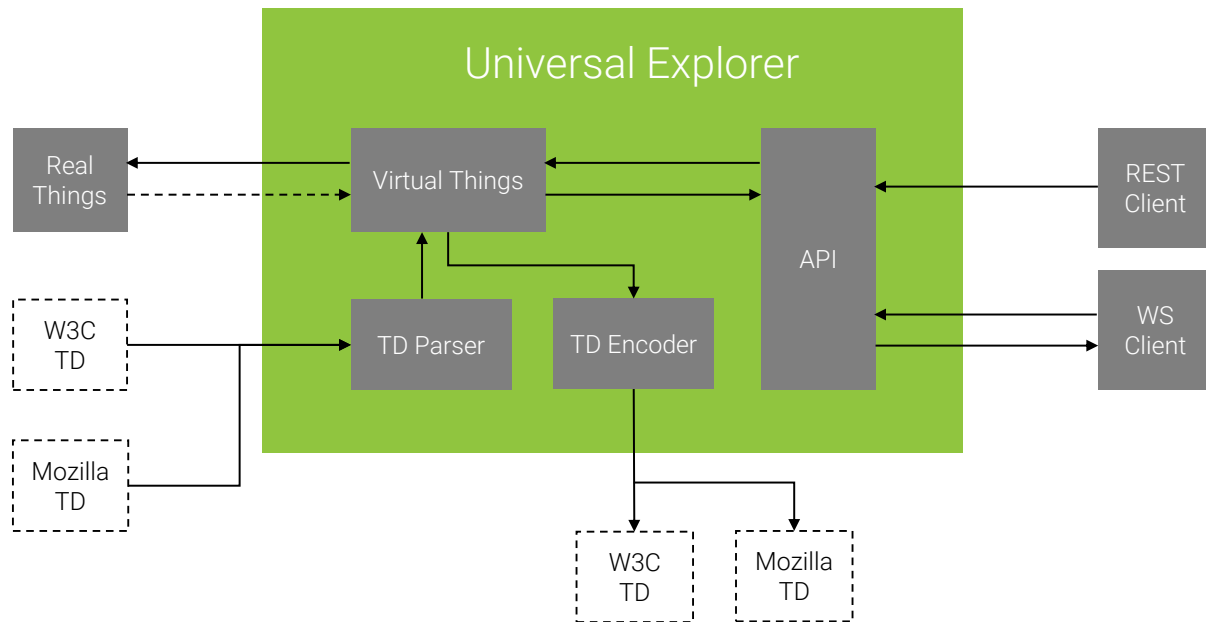 Universal Explorer
Real
Things
Virtual Things
API
REST
Client
W3C
TD
TD Parser
TD Encoder
WS
Client
Mozilla
TD
W3C
TD
Mozilla
TD